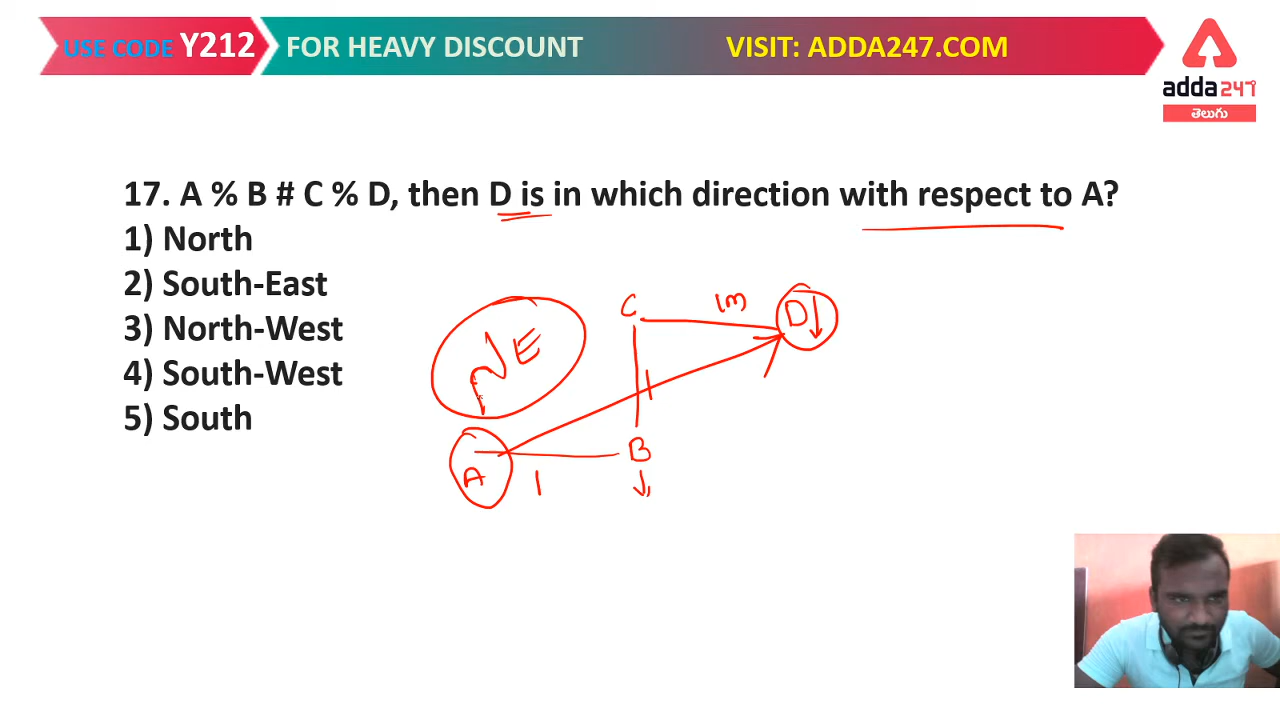 USE CODE Y212 FOR HEAVY DISCOUNT VISIT: ADDA247.COM
adda247
తెలుగు
17. A % B # C % D, then D is in which direction with respect to A?
1) North
2) South-East
3) North-West
4) South-West
5) South
C 1m D
NE
1
A B
1